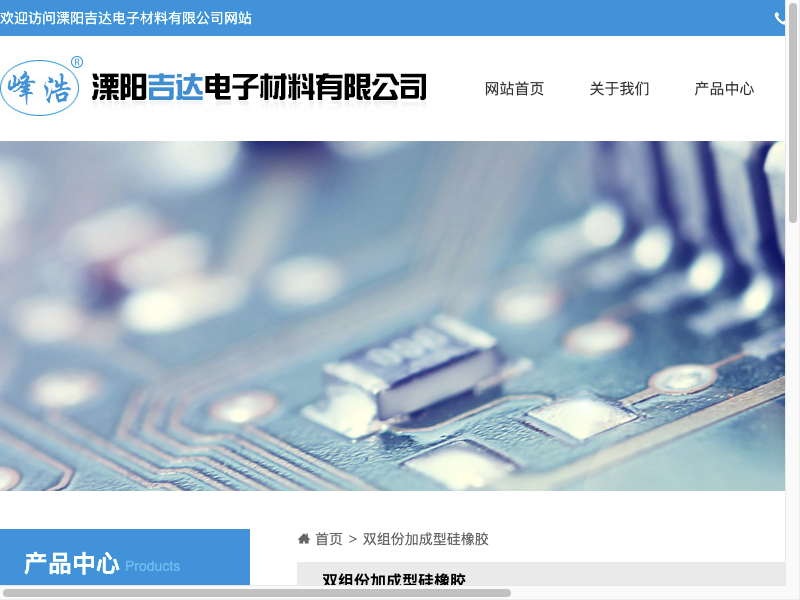 欢迎访问溧阳吉达电子材料有限公司网站
峰浩®
溧阳吉达电子材料有限公司
网站首页 关于我们 产品中心
000
产品中心 Products
首页 > 双组份加成型硅橡胶
双组份加成型硅橡胶